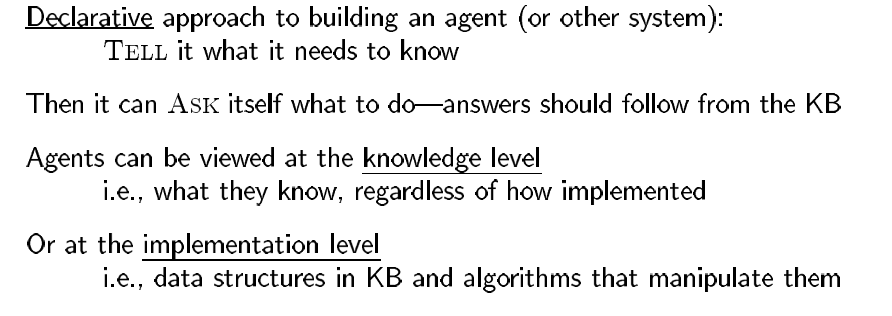 Declarative approach to building an agent (or other system):
TELL it what it needs to know
Then it can ASK itself what to do—answers should follow from the KB
Agents can be viewed at the knowledge level
i.e., what they know, regardless of how implemented
Or at the implementation level
i.e., data structures in KB and algorithms that manipulate them